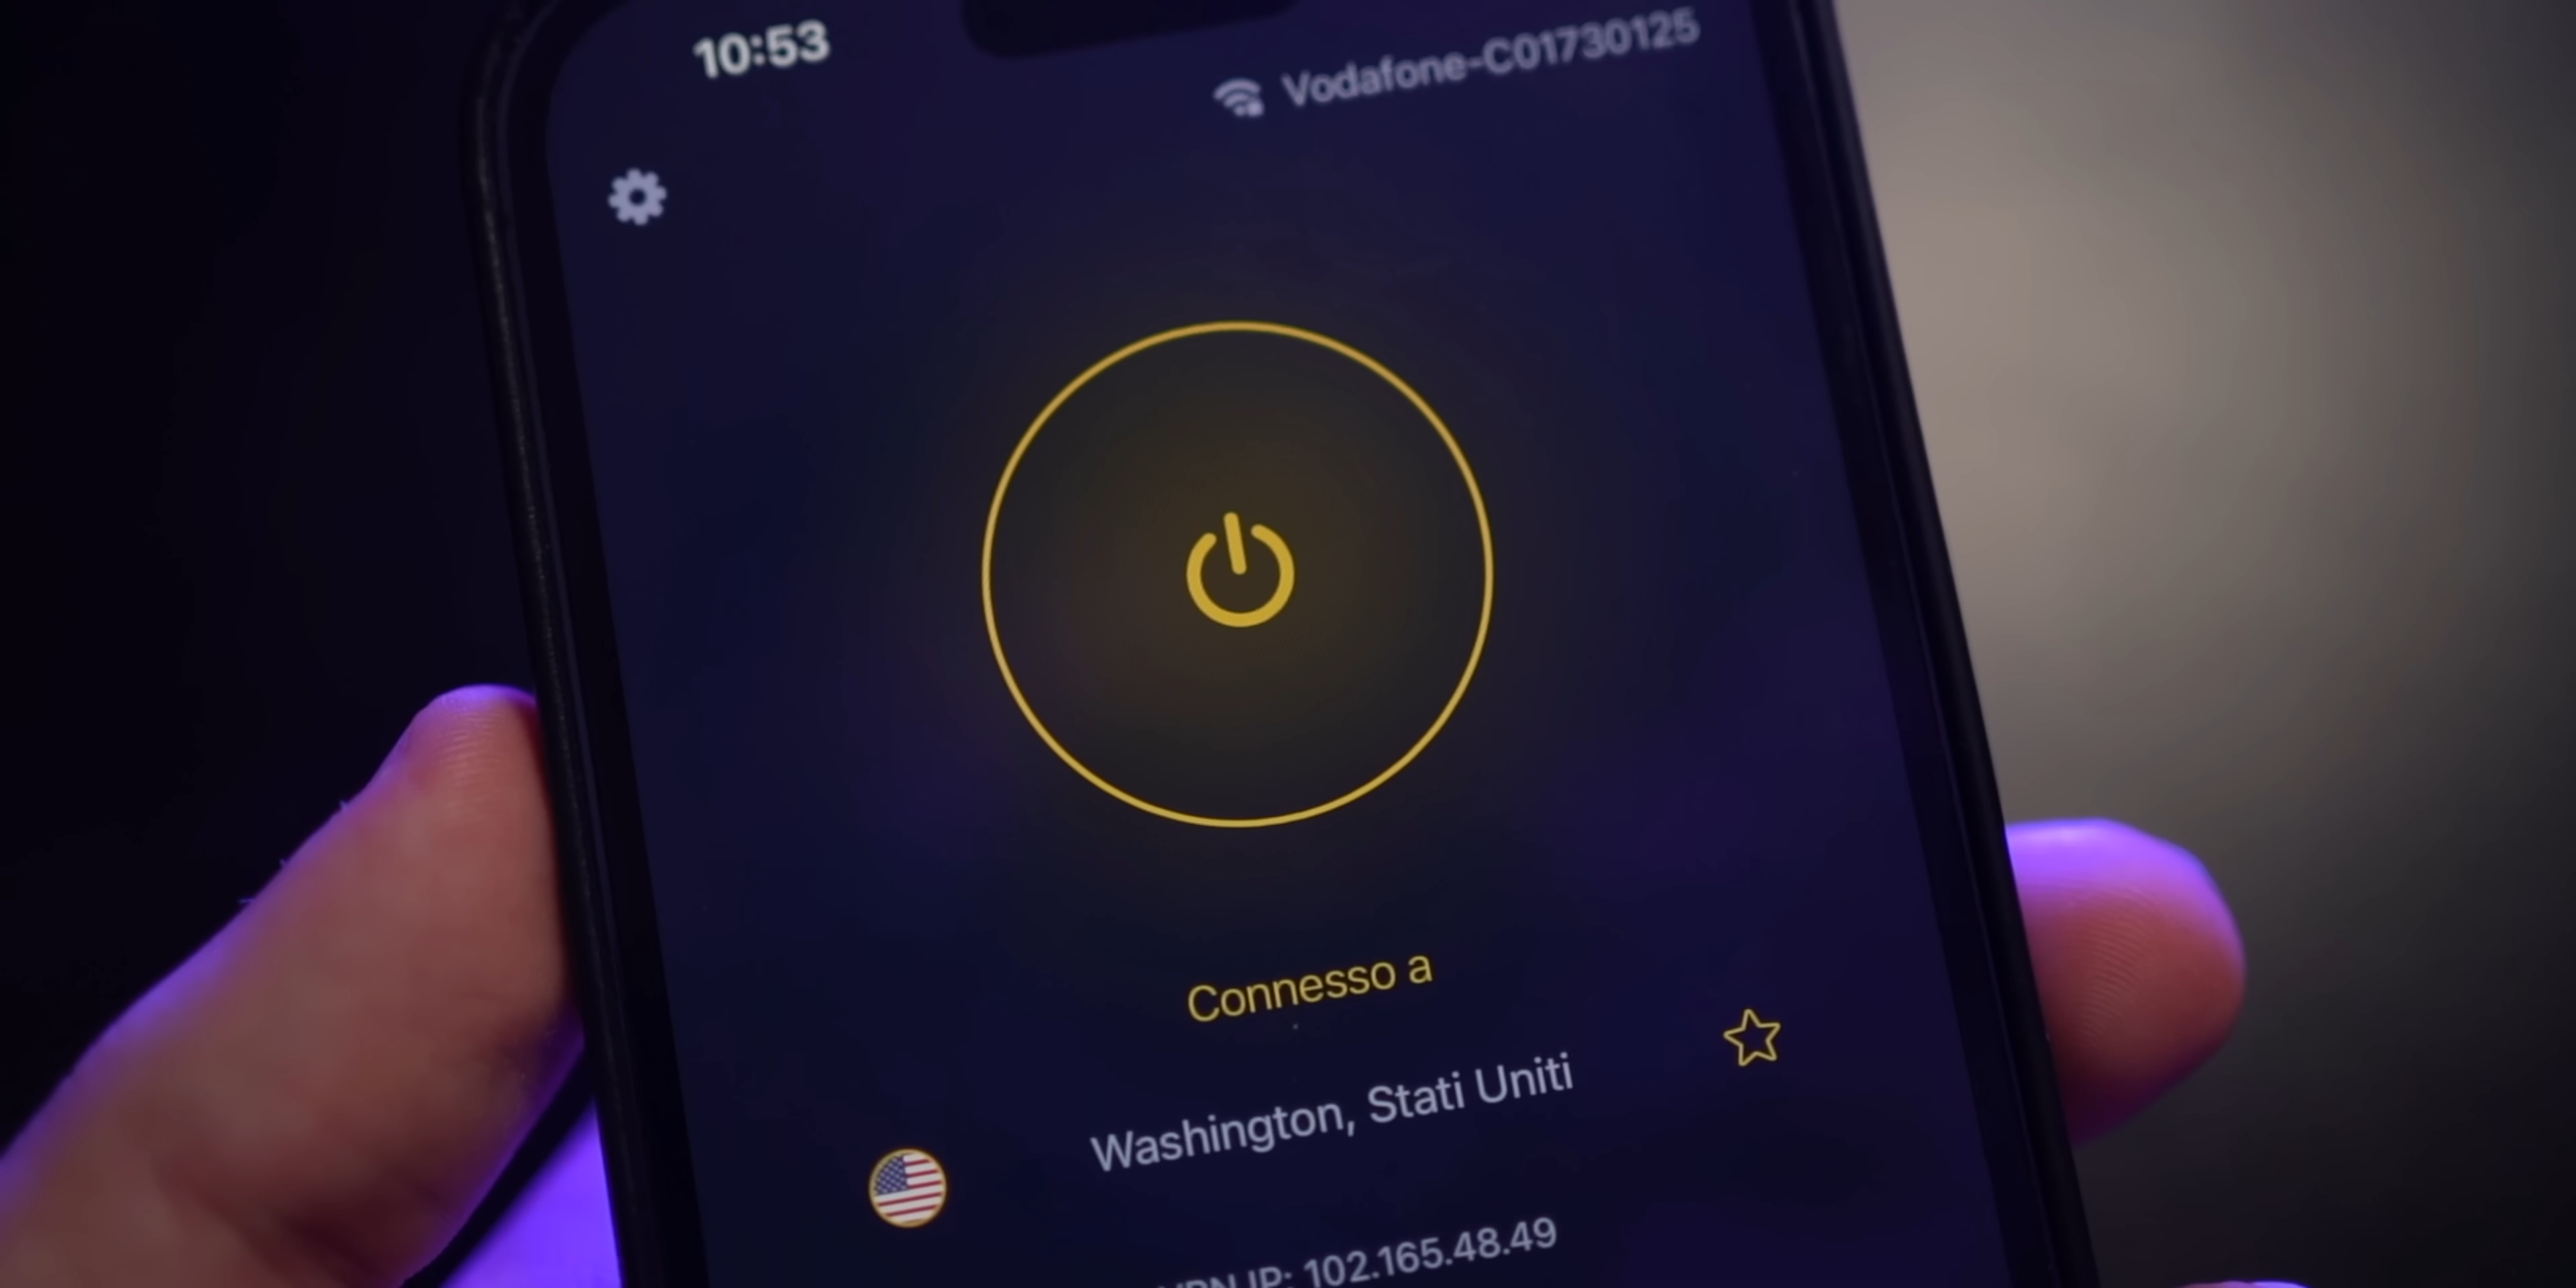 10:53
Vodafone-C01730125
Connesso a
Washington, Stati Uniti
VPN IP: 102.165.48.49